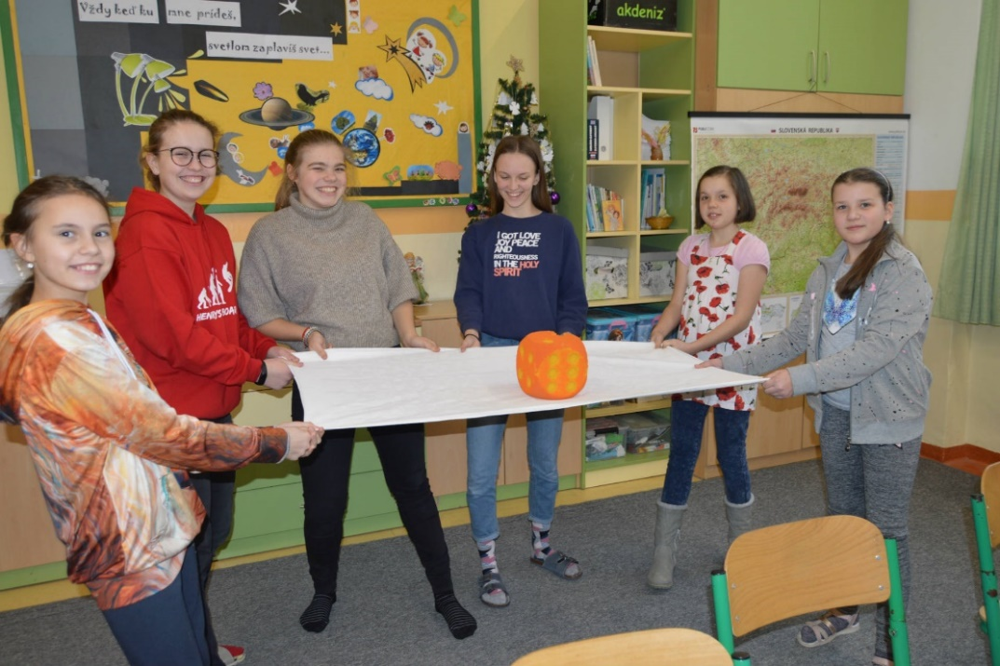 Vždy keď ku
mne prídeš,
svetlom zaplavíš svet...
akdeniz
SLOVENSKÁ REPUBLIKA
I GOT LOVE
JOY PEACE
AND
RIGHTEOUSNESS
IN THE HOLY
SPIRIT